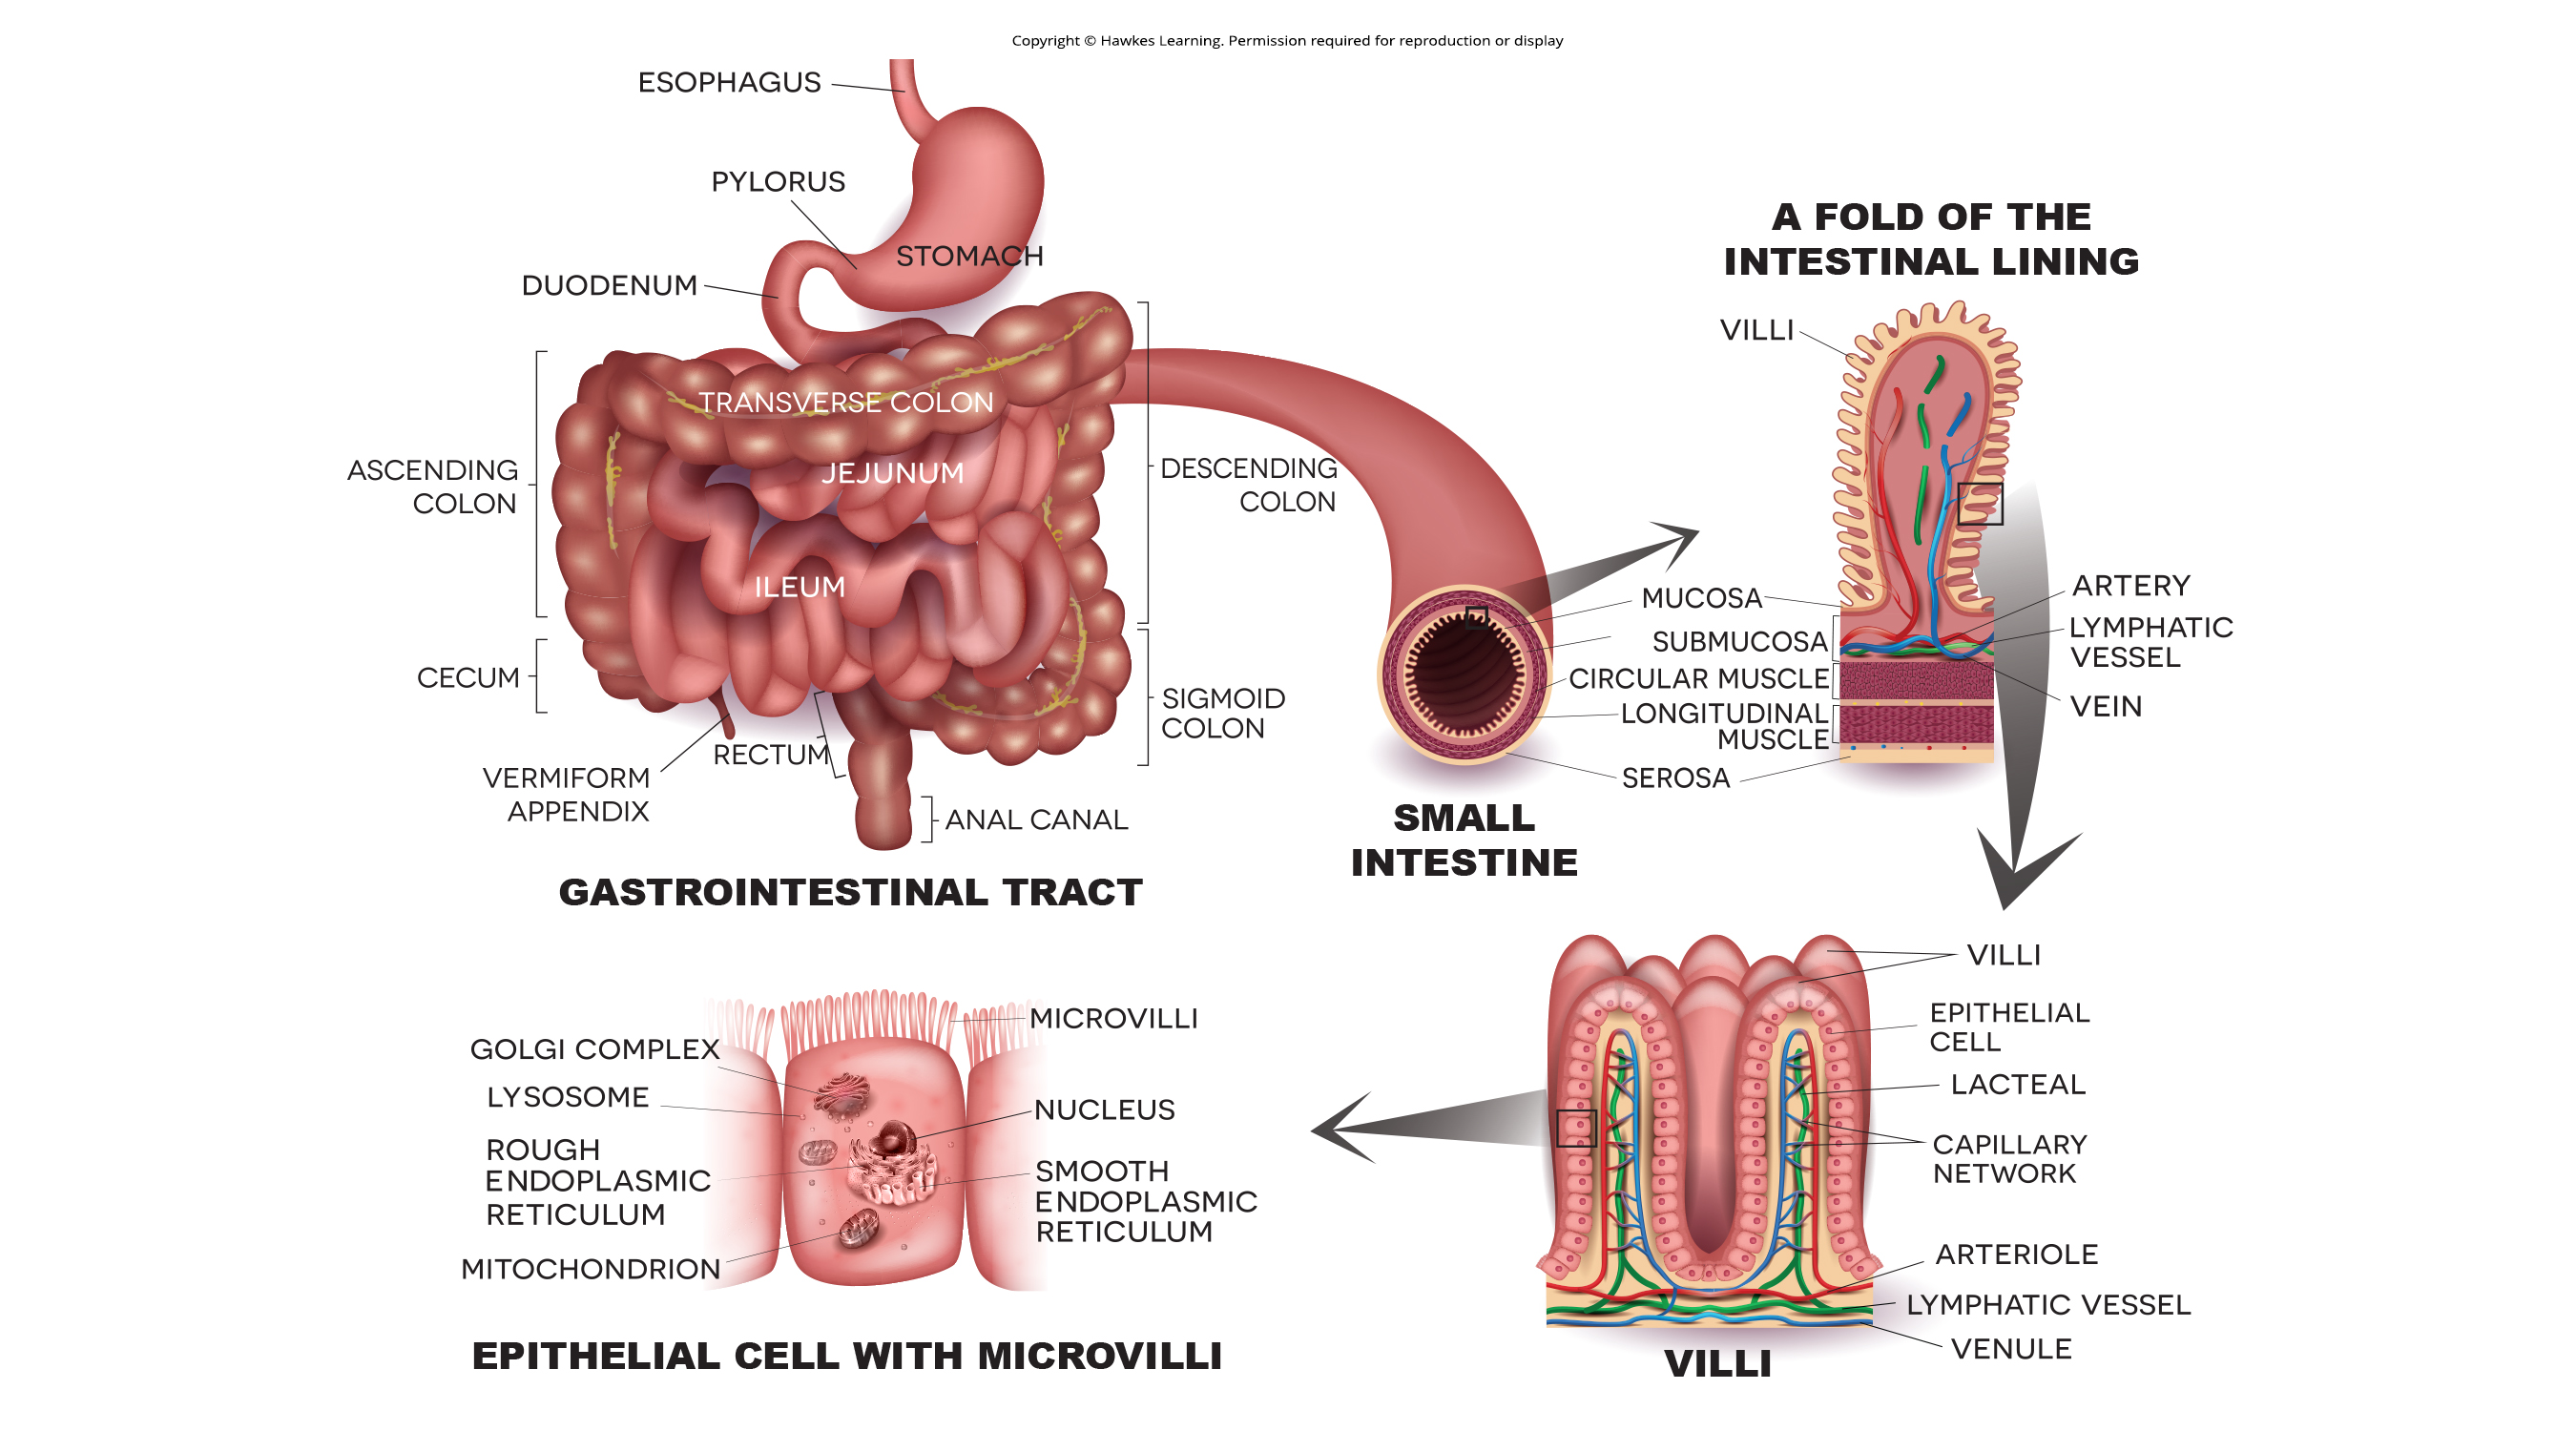 Copyright © Hawkes Learning. Permission required for reproduction or display
ESOPHAGUS
PYLORUS
STOMACH
DUODENUM
TRANSVERSE COLON
ASCENDING
COLON
JEJUNUM
DESCENDING
COLON
ILEUM
CECUM
SIGMOID
COLON
RECTUM
VERMIFORM
APPENDIX
ANAL CANAL
GASTROINTESTINAL TRACT
SMALL
INTESTINE
A FOLD OF THE
INTESTINAL LINING
VILLI
MUCOSA
SUBMUCOSA
CIRCULAR MUSCLE
LONGITUDINAL
MUSCLE
SEROSA
ARTERY
LYMPHATIC
VESSEL
VEIN
VILLI
EPITHELIAL
CELL
LACTEAL
CAPILLARY
NETWORK
ARTERIOLE
LYMPHATIC VESSEL
VENULE
VILLI
MICROVILLI
GOLGI COMPLEX
LYSOSOME
NUCLEUS
ROUGH
ENDOPLASMIC
RETICULUM
SMOOTH
ENDOPLASMIC
RETICULUM
MITOCHONDRION
EPITHELIAL CELL WITH MICROVILLI